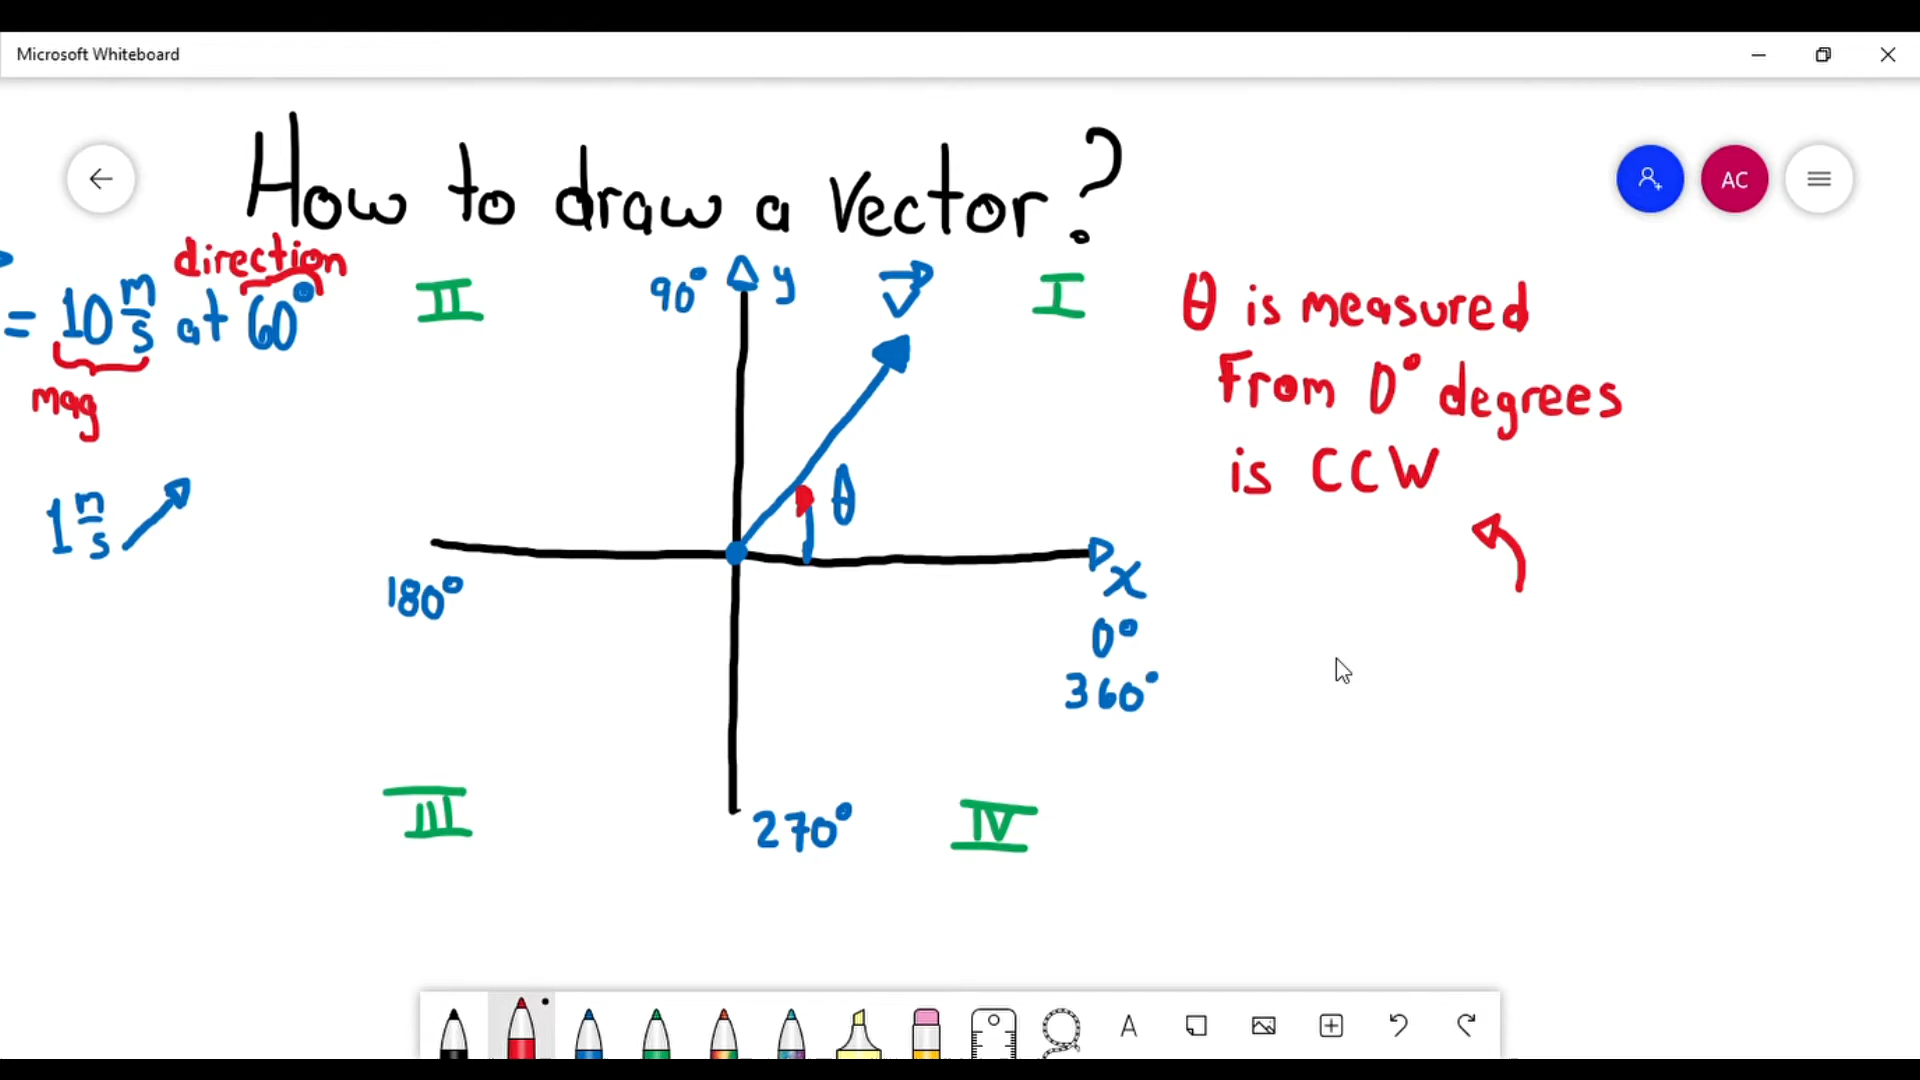 Microsoft Whiteboard
How to draw a Vector?
AC
direction
= 10 m/s at 60°
mag
1 m/s
II
90°
y
V
I
θ
180°
x
0°
360°
III
270°
IV
θ is measured
From 0° degrees
is CCW
A